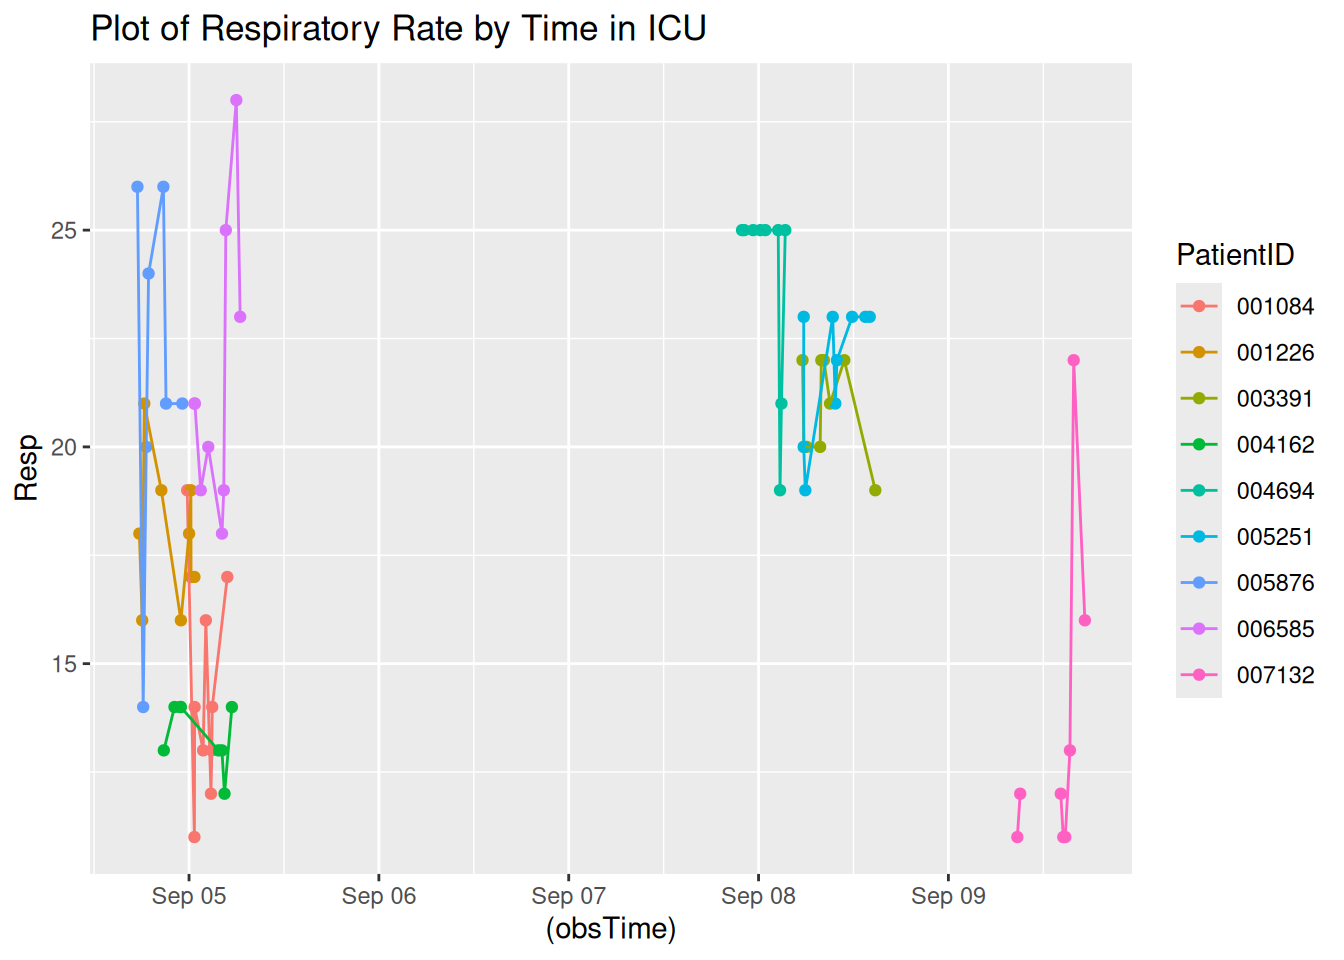 Plot of Respiratory Rate by Time in ICU
Resp
25
20
15
Sep 05 Sep 06 Sep 07 Sep 08 Sep 09
(obsTime)
PatientID
001084
001226
003391
004162
004694
005251
005876
006585
007132